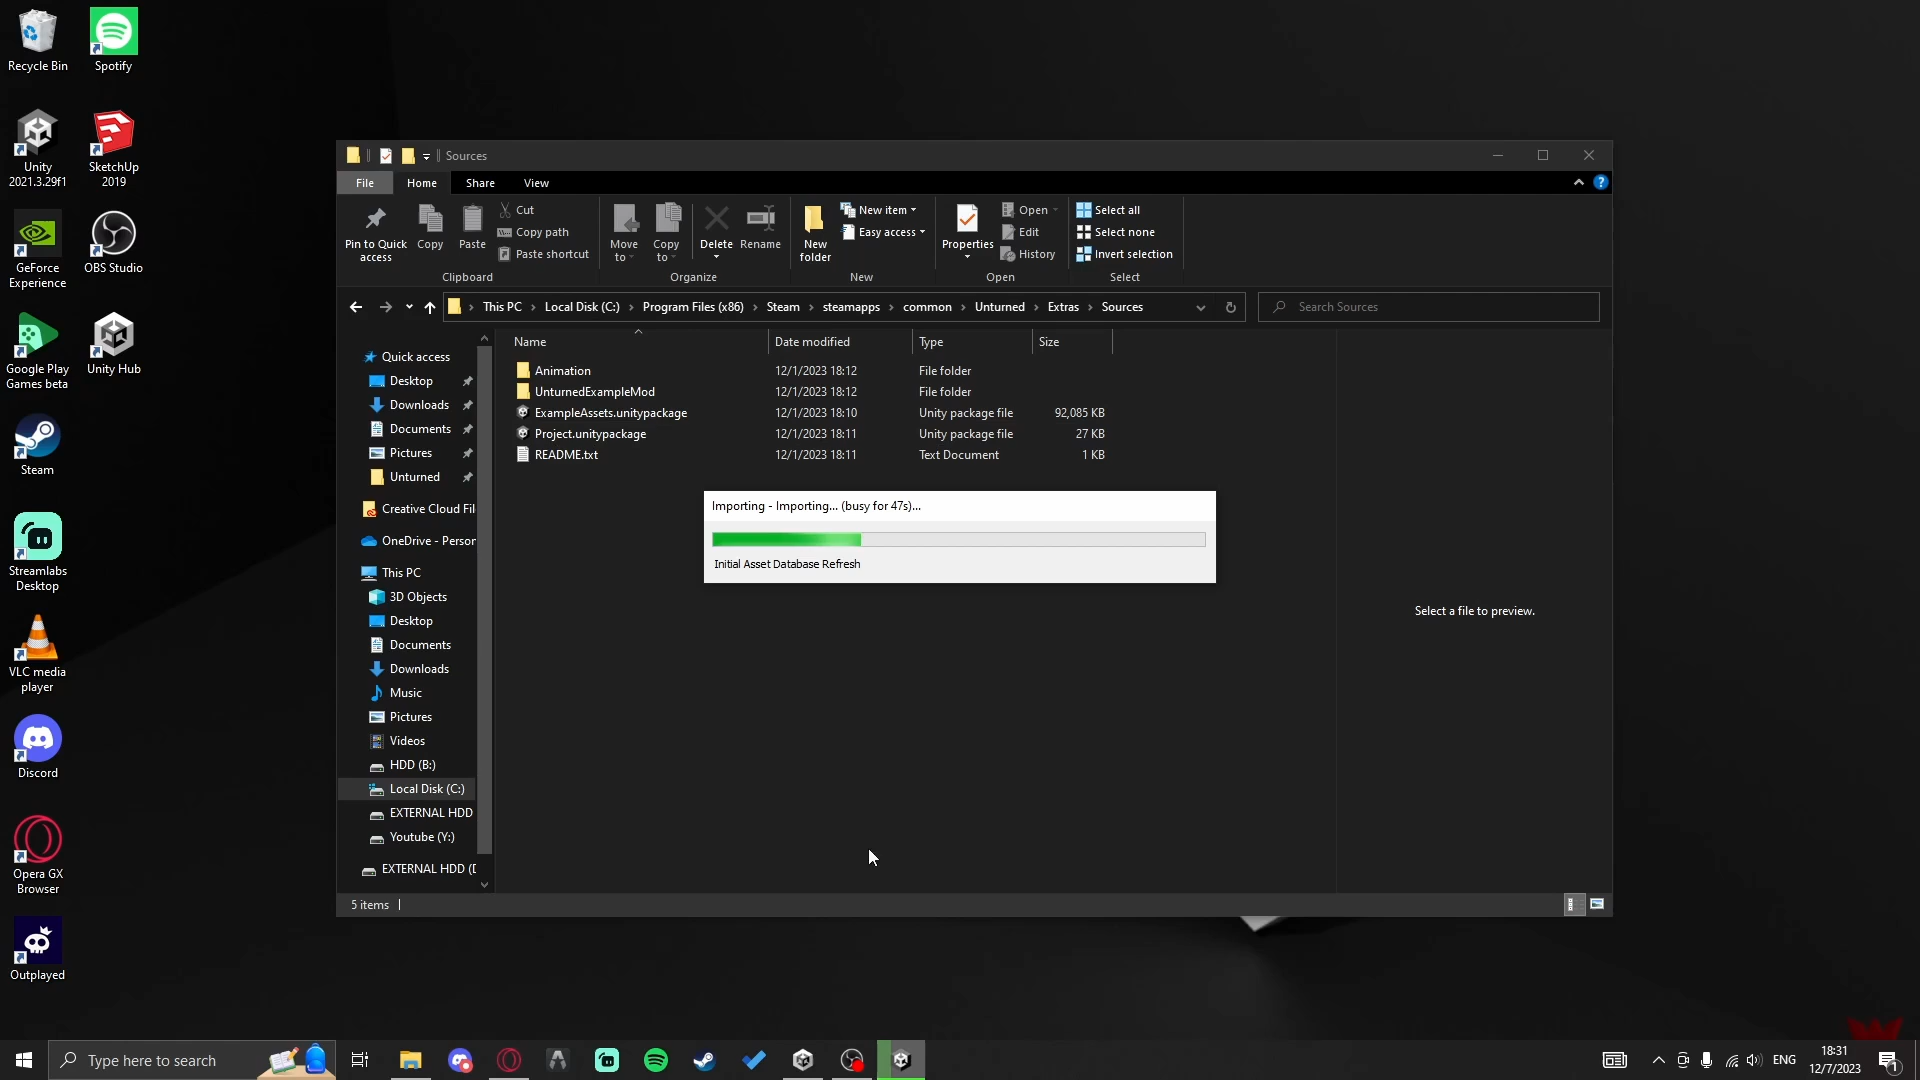 Recycle Bin
Spotify
Unity
2021.3.29f1
SketchUp
2019
GeForce
Experience
OBS Studio
Google Play
Games beta
Unity Hub
Steam
Streamlabs
Desktop
VLC media
player
Discord
Opera GX
Browser
Outplayed
Sources
File
Home
Share
View
Pin to Quick
access
Copy
Paste
Cut
Copy path
Paste shortcut
Clipboard
Move
to
Copy
to
Delete
Rename
Organize
New
folder
New item
Easy access
New
Properties
Open
Edit
History
Open
Select all
Select none
Invert selection
Select
This PC > Local Disk (C:) > Program Files (x86) > Steam > steamapps > common > Unturned > Extras > Sources
Search Sources
Name Date modified Type Size
Animation 12/1/2023 18:12 File folder
UnturnedExampleMod 12/1/2023 18:12 File folder
ExampleAssets.unitypackage 12/1/2023 18:10 Unity package file 92,085 KB
Project.unitypackage 12/1/2023 18:11 Unity package file 27 KB
README.txt 12/1/2023 18:11 Text Document 1 KB
Quick access
Desktop
Downloads
Documents
Pictures
Unturned
Creative Cloud Fil
OneDrive - Person
This PC
3D Objects
Desktop
Documents
Downloads
Music
Pictures
Videos
HDD (B:)
Local Disk (C:)
EXTERNAL HDD
Youtube (Y:)
EXTERNAL HDD (
Importing - Importing... (busy for 47s)...
Initial Asset Database Refresh
Select a file to preview.
5 items
Type here to search
ENG
18:31
12/7/2023
1